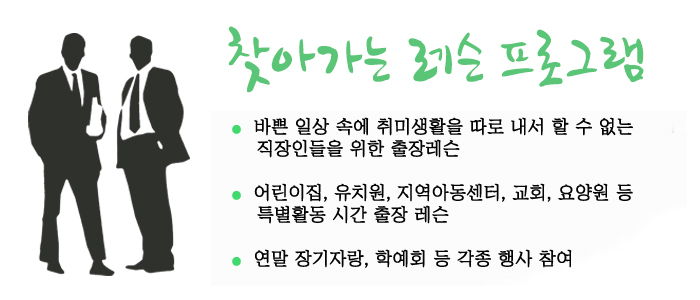 찾아가는 레슨 프로그램
• 바쁜 일상 속에 취미생활을 따로 내서 할 수 없는
직장인들을 위한 출장레슨
• 어린이집, 유치원, 지역아동센터, 교회, 요양원 등
특별활동 시간 출장 레슨
• 연말 장기자랑, 학예회 등 각종 행사 참여